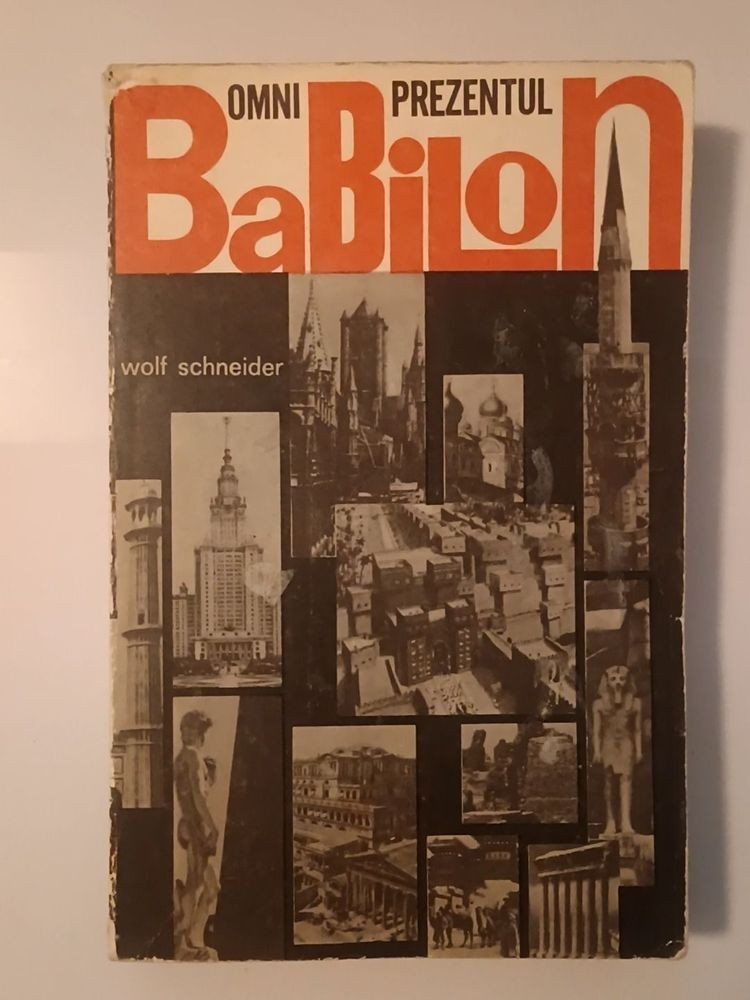 OMNI PREZENTUL
BaBiLon
wolf schneider